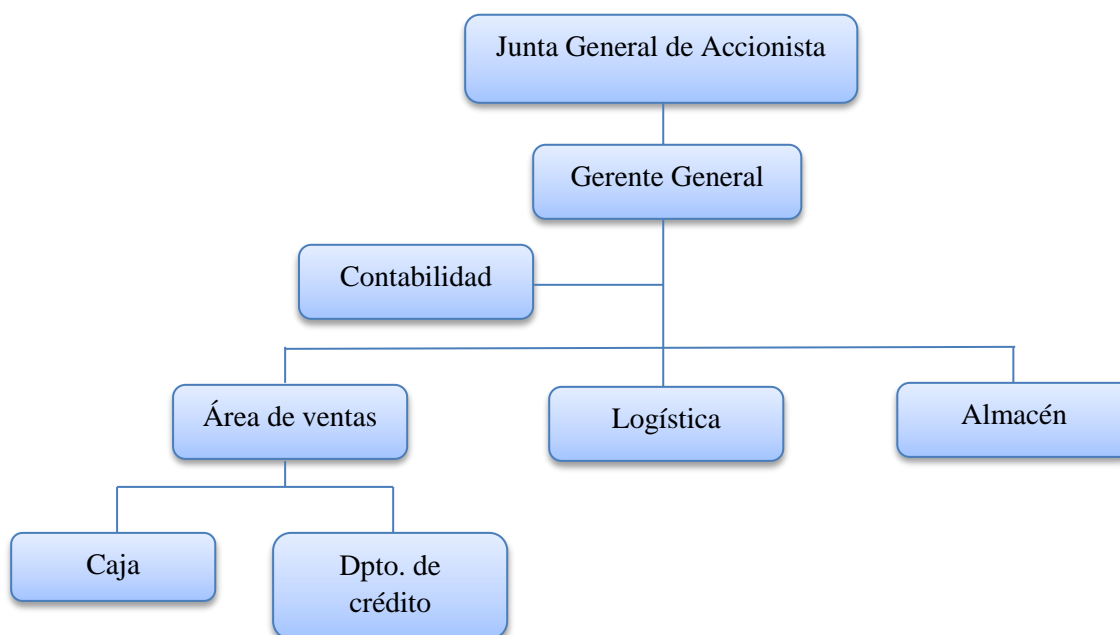 Junta General de Accionista
Gerente General
Contabilidad
Área de ventas
Logística
Almacén
Caja
Dpto. de
crédito